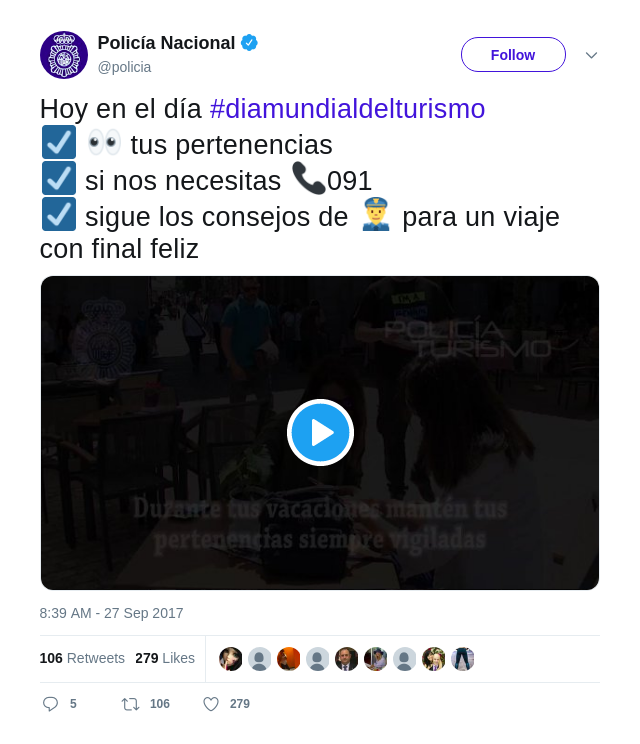 Policía Nacional
@policia
Follow
Hoy en el día #diamundialdelturismo
☑ 👀 tus pertenencias
☑ si nos necesitas 📞091
☑ sigue los consejos de 👮 para un viaje
con final feliz
POLICÍA
TURISMO
Durante tus vacaciones mantén tus
pertenencias siempre vigiladas
8:39 AM - 27 Sep 2017
106 Retweets 279 Likes
5 106 279